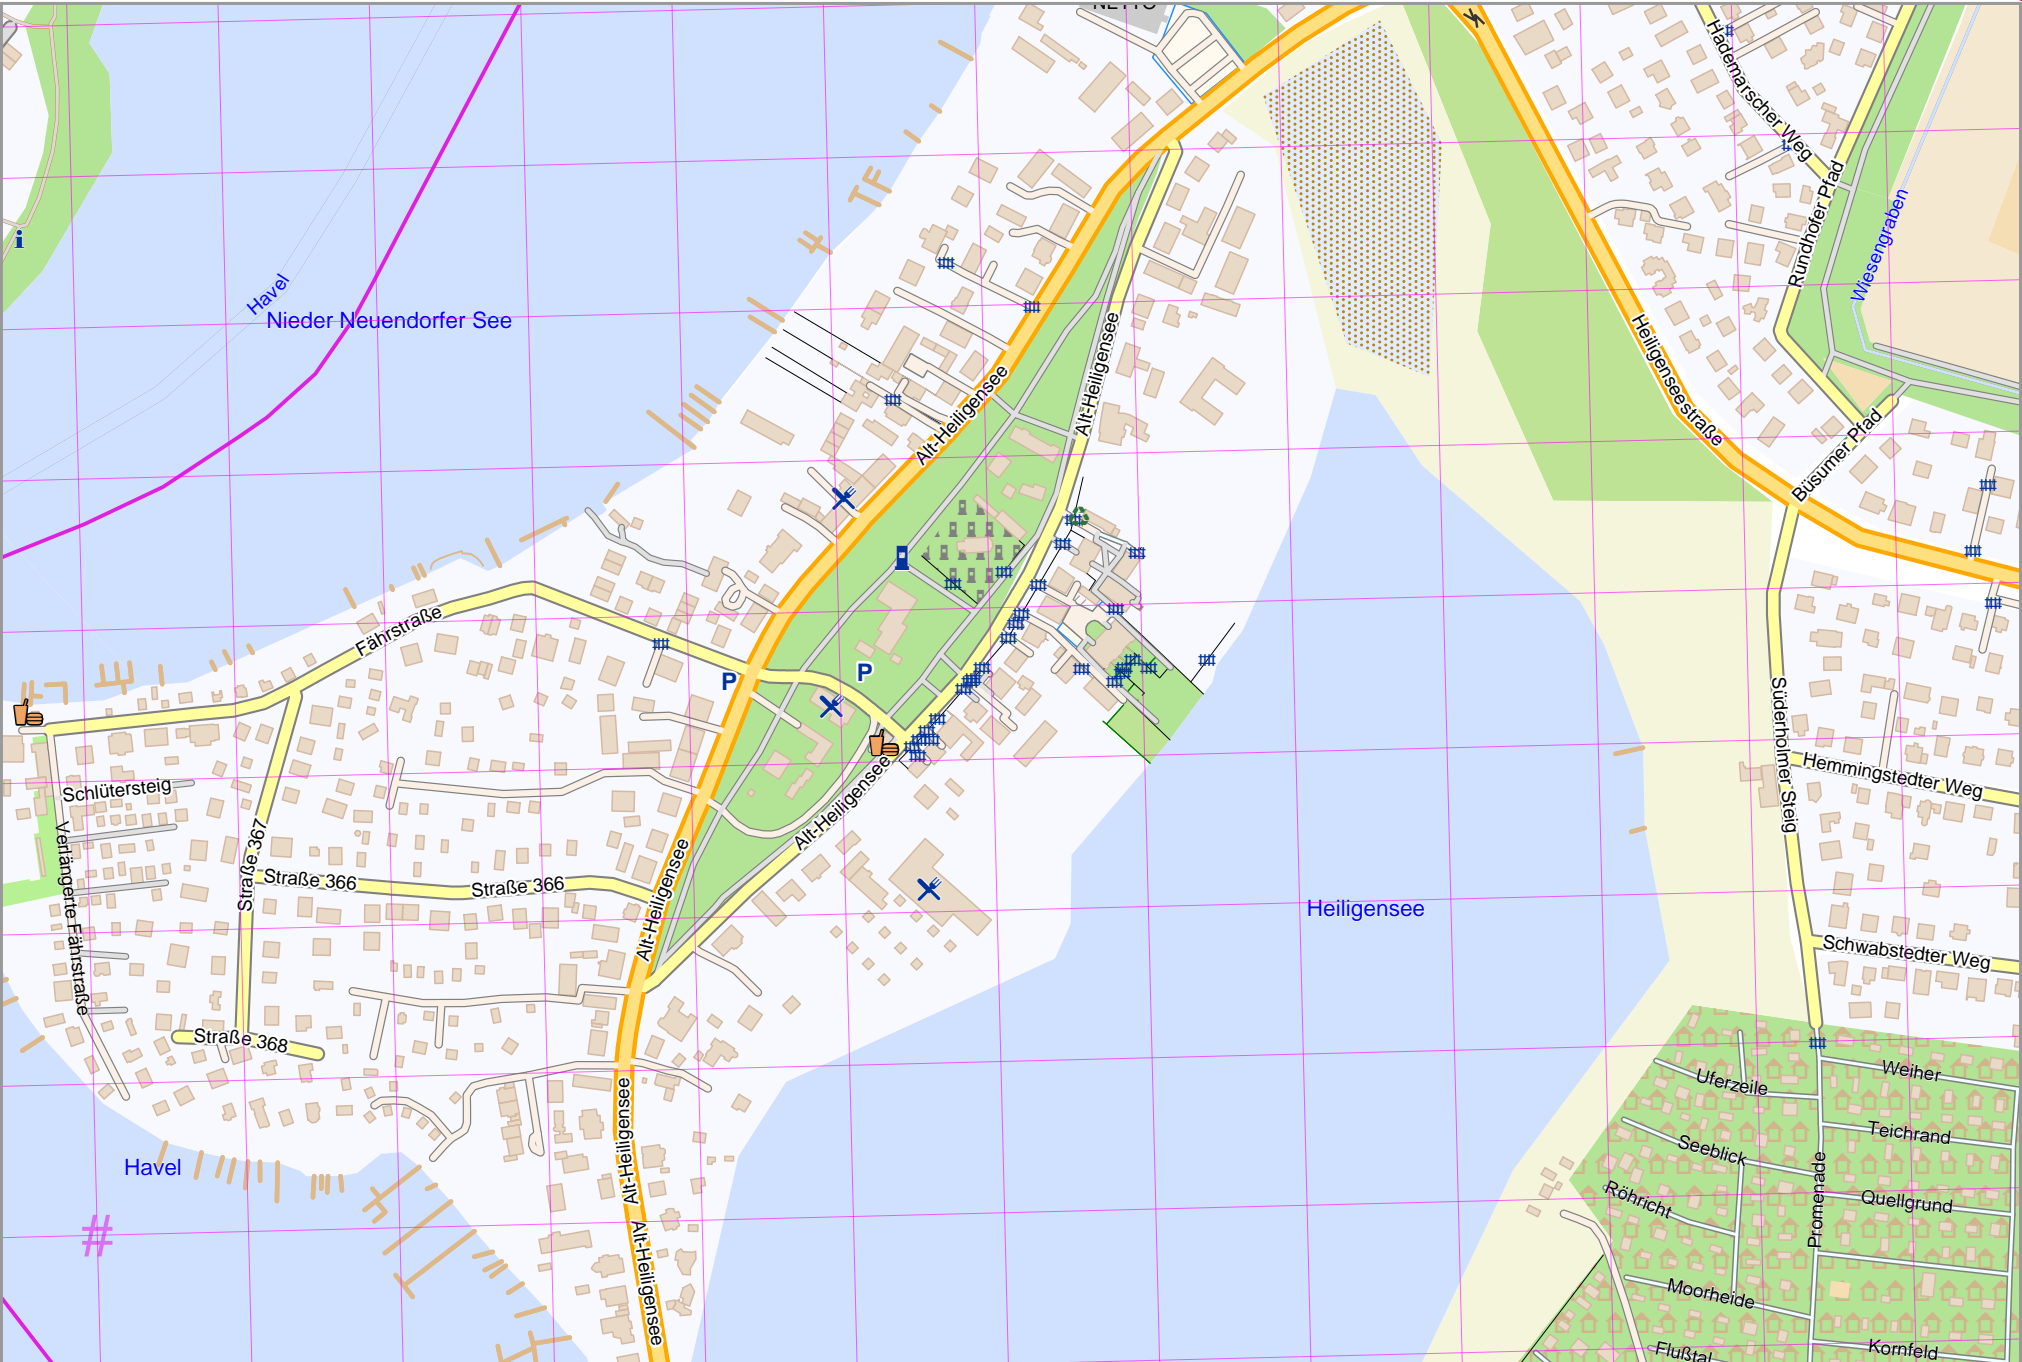 NETTO
Hademarscher Weg
Rundhofer Pfad
Wiesengraben
Havel
Nieder Neuendorfer See
Alt-Heiligensee
Alt-Heiligensee
Heiligenseestraße
Büsumer Pfad
Fährstraße
P
P
Schlütersteig
Verlängerte Fährstraße
Straße 367
Straße 366
Straße 366
Straße 368
Alt-Heiligensee
Alt-Heiligensee
Heiligensee
Süderholmer Steig
Hemmingstedter Weg
Schwabstedter Weg
Alt-Heiligensee
Alt-Heiligensee
Havel
#
Uferzeile
Weiher
Teichrand
Seeblick
Röhricht
Quellgrund
Promenade
Moorheide
Kornfeld
Flußtal